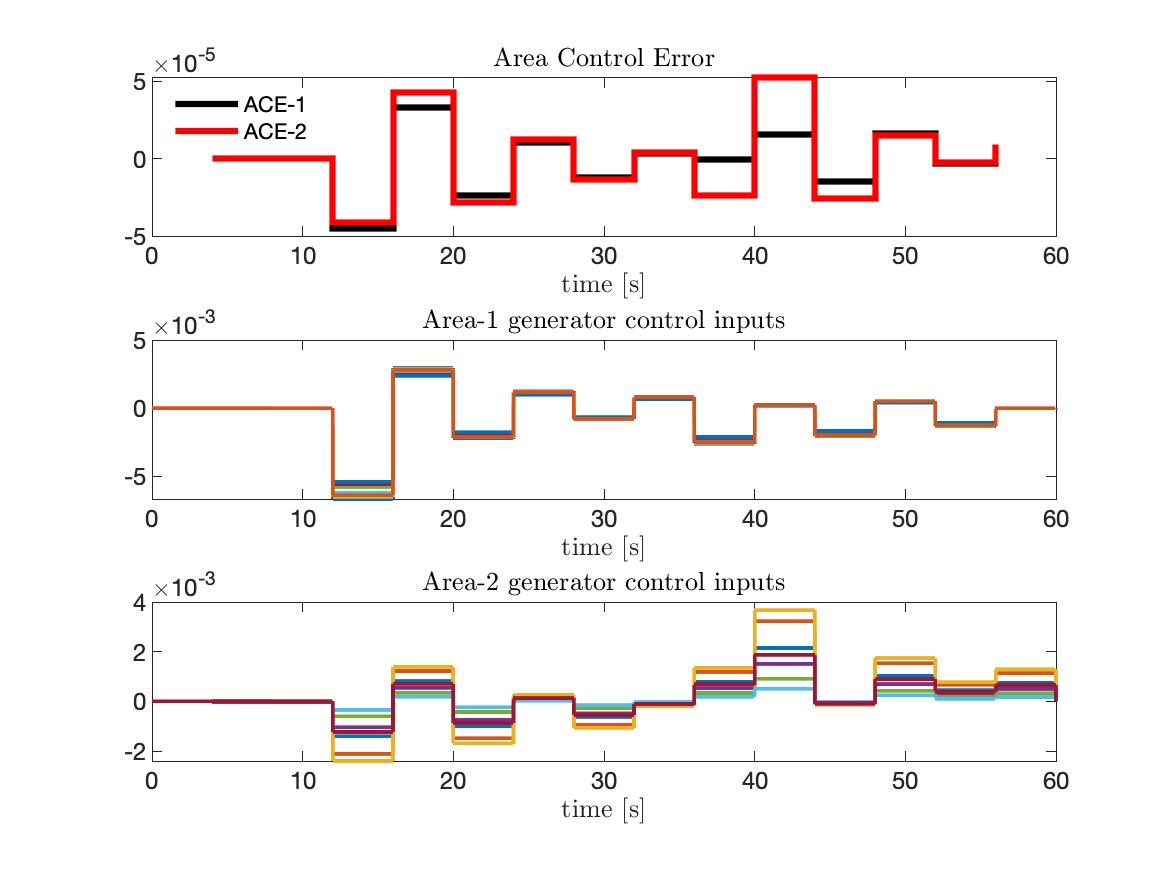 Area Control Error
×10-5
5
0
-5
ACE-1
ACE-2
0 10 20 30 40 50 60
time [s]
Area-1 generator control inputs
×10-3
5
0
-5
0 10 20 30 40 50 60
time [s]
Area-2 generator control inputs
×10-3
4
2
0
-2
0 10 20 30 40 50 60
time [s]